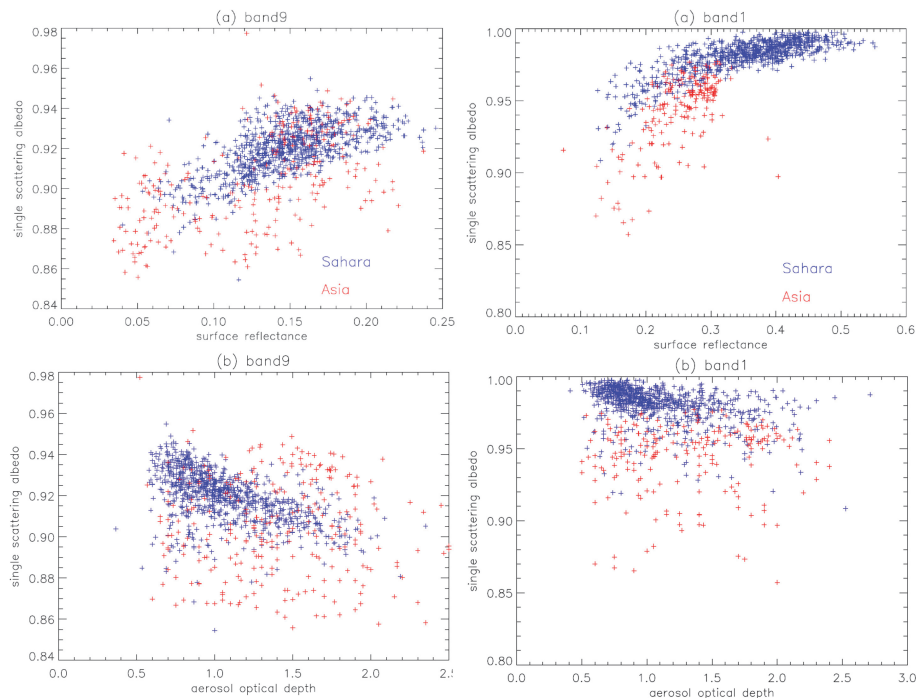 (a) band9
0.98
0.96
0.94
0.92
0.90
0.88
0.86
0.84
single scattering albedo
Sahara
Asia
0.00 0.05 0.10 0.15 0.20 0.25
surface reflectance
(a) band1
1.00
0.95
0.90
0.85
0.80
single scattering albedo
Sahara
Asia
0.0 0.1 0.2 0.3 0.4 0.5 0.6
surface reflectance
(b) band9
0.98
0.96
0.94
0.92
0.90
0.88
0.86
0.84
single scattering albedo
0.0 0.5 1.0 1.5 2.0 2.5
aerosol optical depth
(b) band1
1.00
0.95
0.90
0.85
0.80
single scattering albedo
0.0 0.5 1.0 1.5 2.0 2.5 3.0
aerosol optical depth